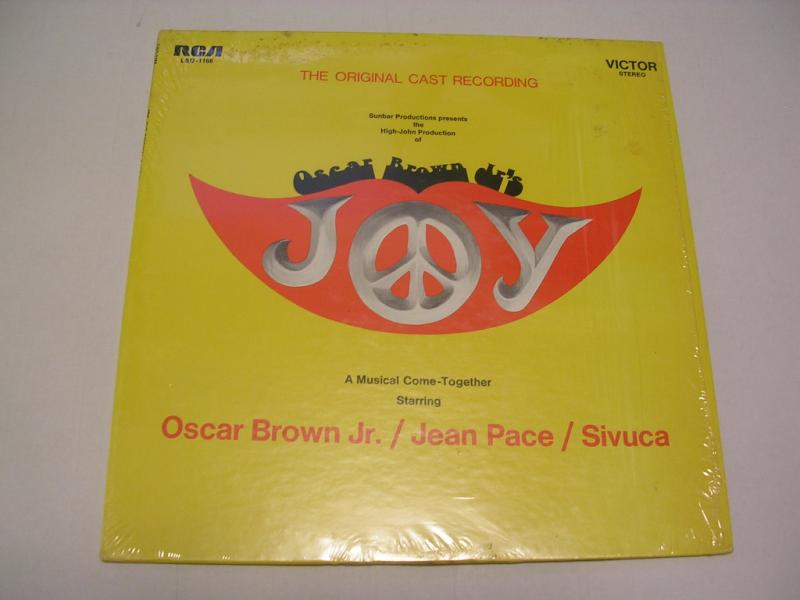 RCA
LSO-1166
VICTOR
STEREO
THE ORIGINAL CAST RECORDING
Sunbar Productions presents
the
High-John Production
of
Oscar Brown Jr's
JOY
A Musical Come-Together
Starring
Oscar Brown Jr. / Jean Pace / Sivuca